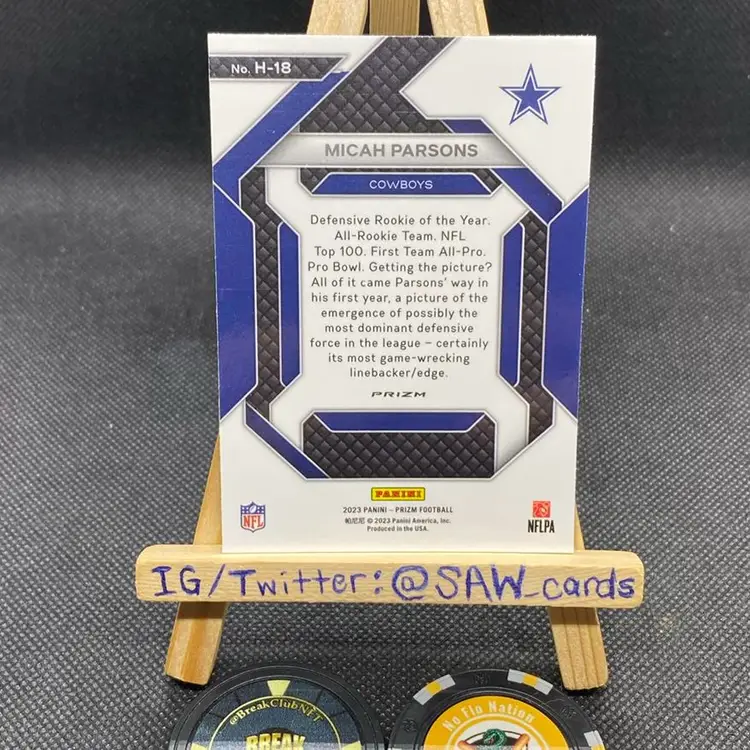 No. H-18
MICAH PARSONS
COWBOYS
Defensive Rookie of the Year.
All-Rookie Team. NFL
Top 100. First Team All-Pro.
Pro Bowl. Getting the picture?
All of it came Parsons' way in
his first year, a picture of the
emergence of possibly the
most dominant defensive
force in the league – certainly
its most game-wrecking
linebacker/edge.
PRIZM
PANINI
2023 PANINI – PRIZM FOOTBALL
帕尼尼 © 2023 Panini America, Inc.
Produced in the USA.
NFL
NFLPA
IG/Twitter: @SAW_cards
@BreakClubNFT
BREAK
No Flo Nation